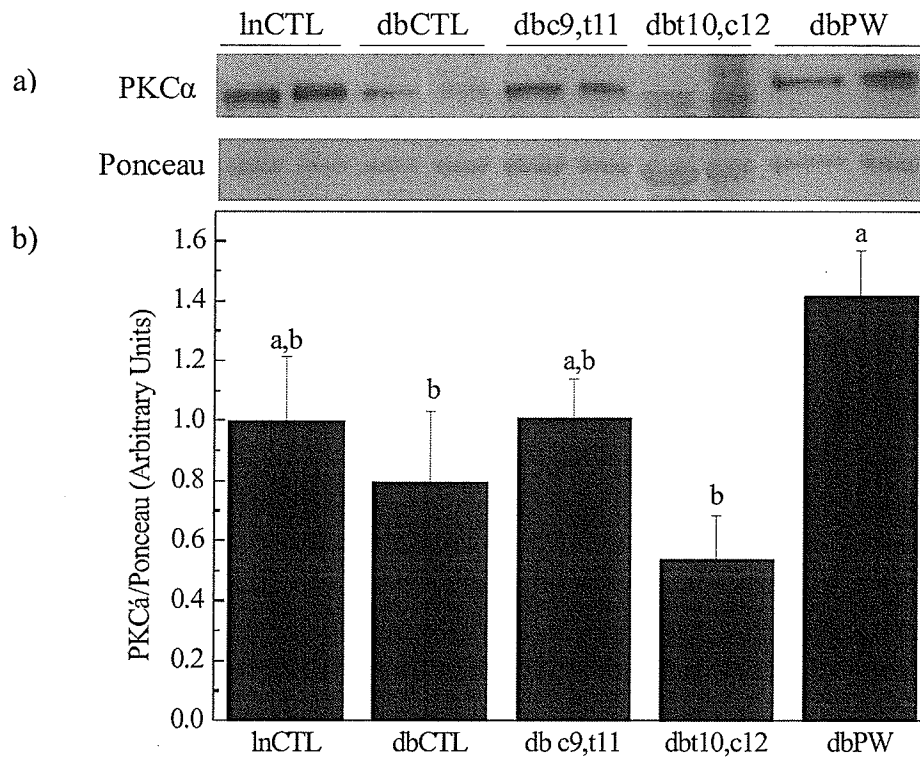 lnCTL dbCTL dbc9,t11 dbt10,c12 dbPW
a) PKCα
Ponceau
b)
PKCá/Ponceau (Arbitrary Units)
1.6
1.4
1.2
1.0
0.8
0.6
0.4
0.2
0.0
a,b
b
a,b
b
a
lnCTL dbCTL db c9,t11 dbt10,c12 dbPW